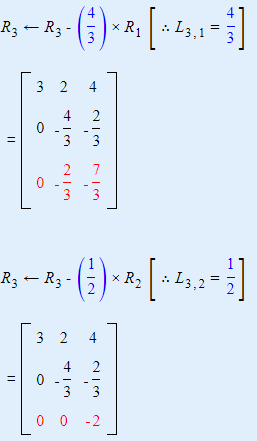 R₃ ← R₃ - (4/3) × R₁ [ ∴ L₃,₁ = 4/3 ]
= [ 3 2 4
0 -4/3 -2/3
0 -2/3 -7/3 ]
R₃ ← R₃ - (1/2) × R₂ [ ∴ L₃,₂ = 1/2 ]
= [ 3 2 4
0 -4/3 -2/3
0 0 -2 ]